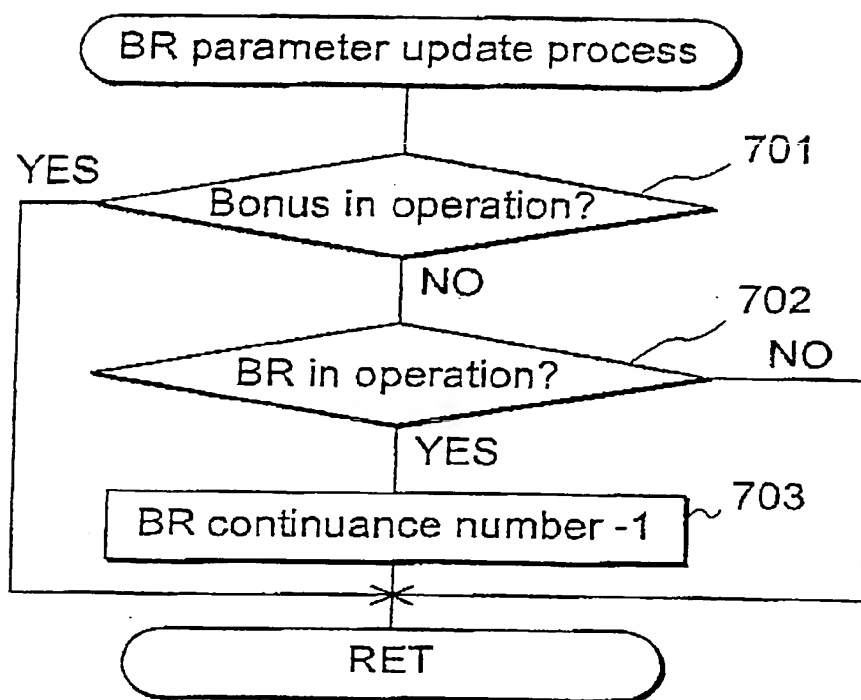 BR parameter update process
701
YES
Bonus in operation?
NO
702
NO
BR in operation?
YES
703
BR continuance number -1
RET